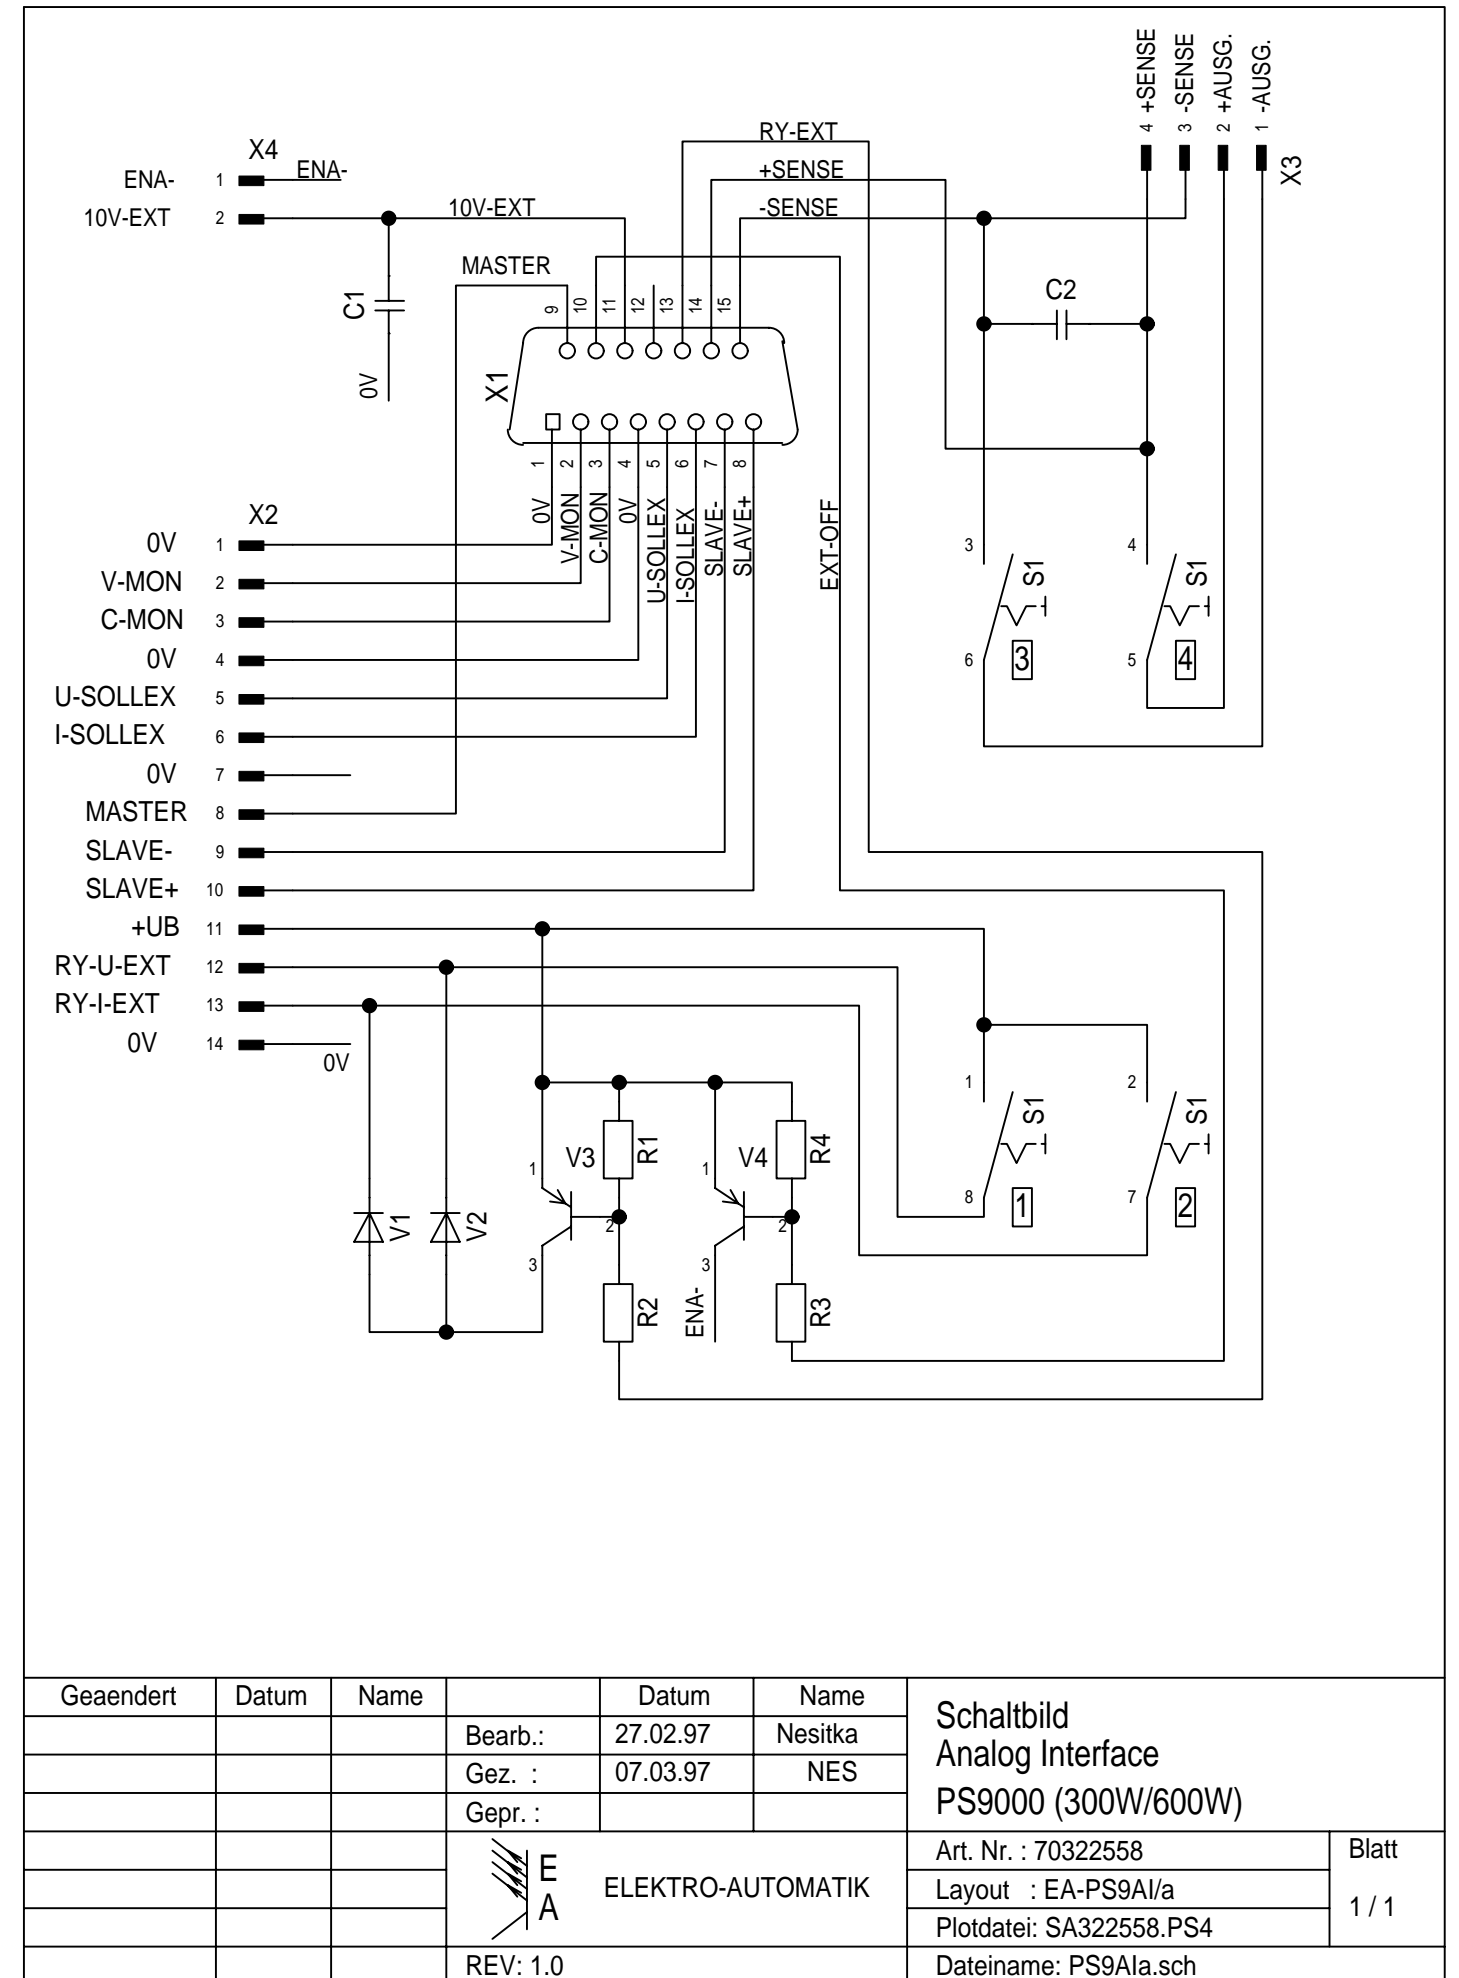 +SENSE
-SENSE
+AUSG.
-AUSG.
4
3
2
1
X3
RY-EXT
+SENSE
-SENSE
X4
ENA-
1
ENA-
10V-EXT
2
10V-EXT
MASTER
C1
0V
C2
9
10
11
12
13
14
15
X1
1
2
3
4
5
6
7
8
0V
V-MON
C-MON
0V
U-SOLLEX
I-SOLLEX
SLAVE-
SLAVE+
EXT-OFF
X2
0V 1
V-MON 2
C-MON 3
0V 4
U-SOLLEX 5
I-SOLLEX 6
0V 7
MASTER 8
SLAVE- 9
SLAVE+ 10
+UB 11
RY-U-EXT 12
RY-I-EXT 13
0V 14
0V
3
S1
6
3
4
S1
5
4
1
S1
8
1
2
S1
7
2
V1
V2
V3
1
2
3
R1
R2
V4
1
2
3
ENA-
R4
R3
Geaendert Datum Name Datum Name
Bearb.: 27.02.97 Nesitka
Gez. : 07.03.97 NES
Gepr. :
Schaltbild
Analog Interface
PS9000 (300W/600W)
E
A
ELEKTRO-AUTOMATIK
Art. Nr. : 70322558
Layout : EA-PS9AI/a
Plotdatei: SA322558.PS4
Blatt
1 / 1
REV: 1.0
Dateiname: PS9AIa.sch